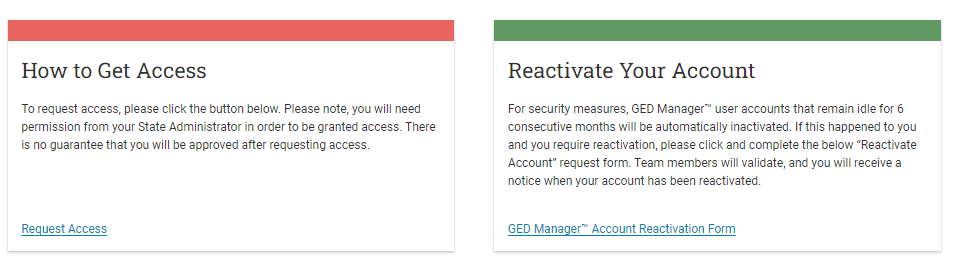 How to Get Access
To request access, please click the button below. Please note, you will need
permission from your State Administrator in order to be granted access. There
is no guarantee that you will be approved after requesting access.
Request Access
Reactivate Your Account
For security measures, GED Manager™ user accounts that remain idle for 6
consecutive months will be automatically inactivated. If this happened to you
and you require reactivation, please click and complete the below “Reactivate
Account” request form. Team members will validate, and you will receive a
notice when your account has been reactivated.
GED Manager™ Account Reactivation Form